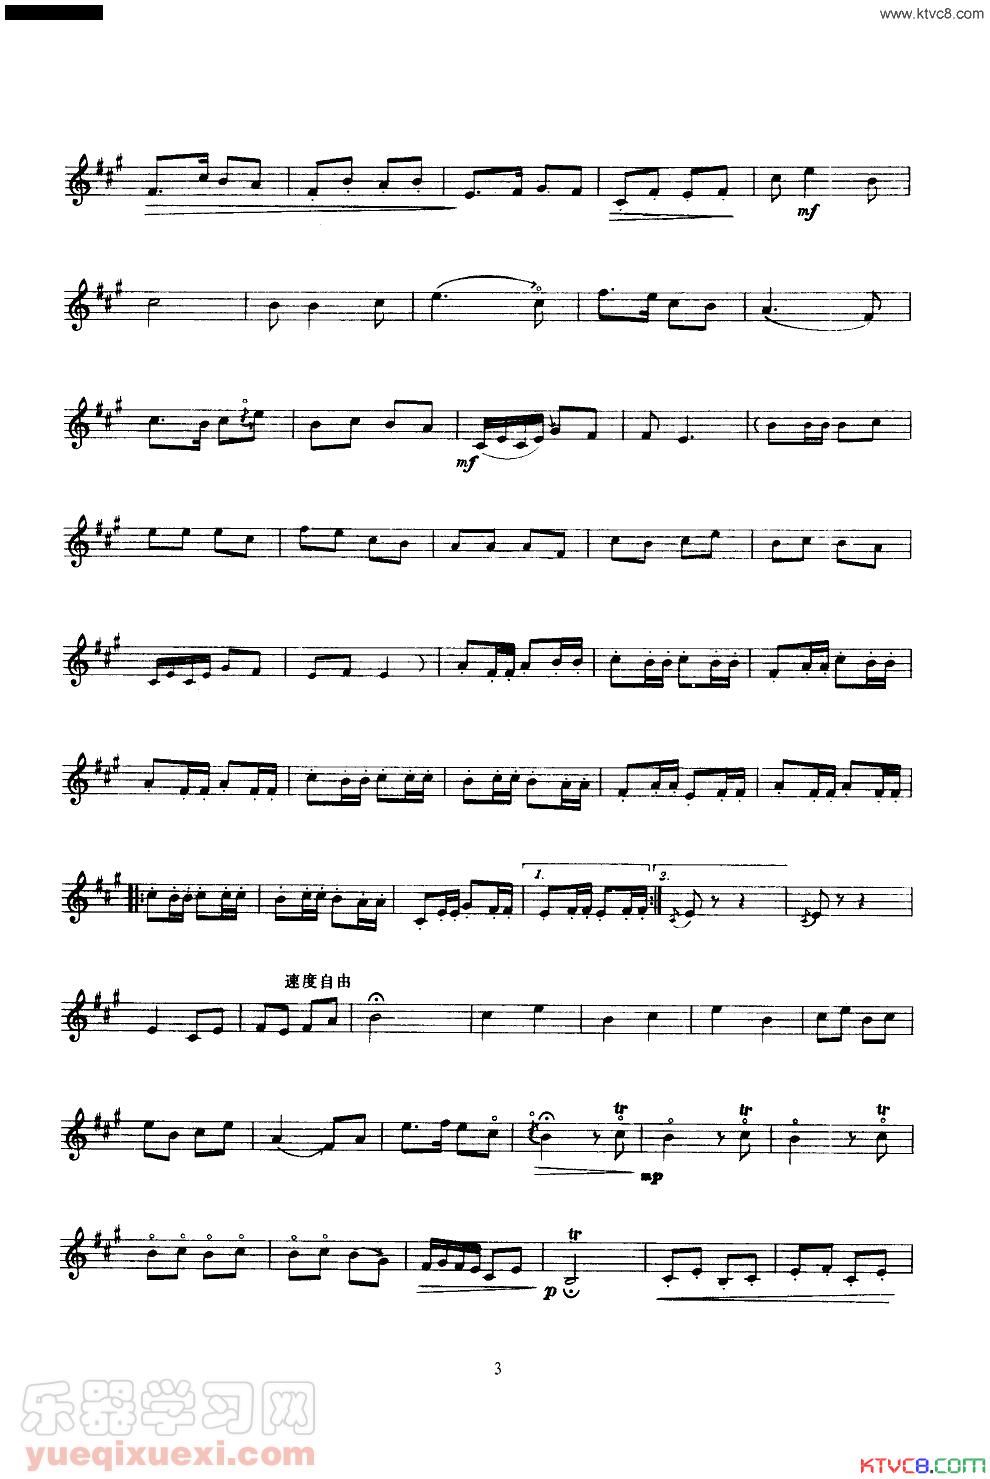 www.ktvc8.com
mf
mf
1.
2.
速度自由
tr
tr
tr
mp
tr
p
3
乐器学习网
yueqixuexi.com
KTVC8.COM